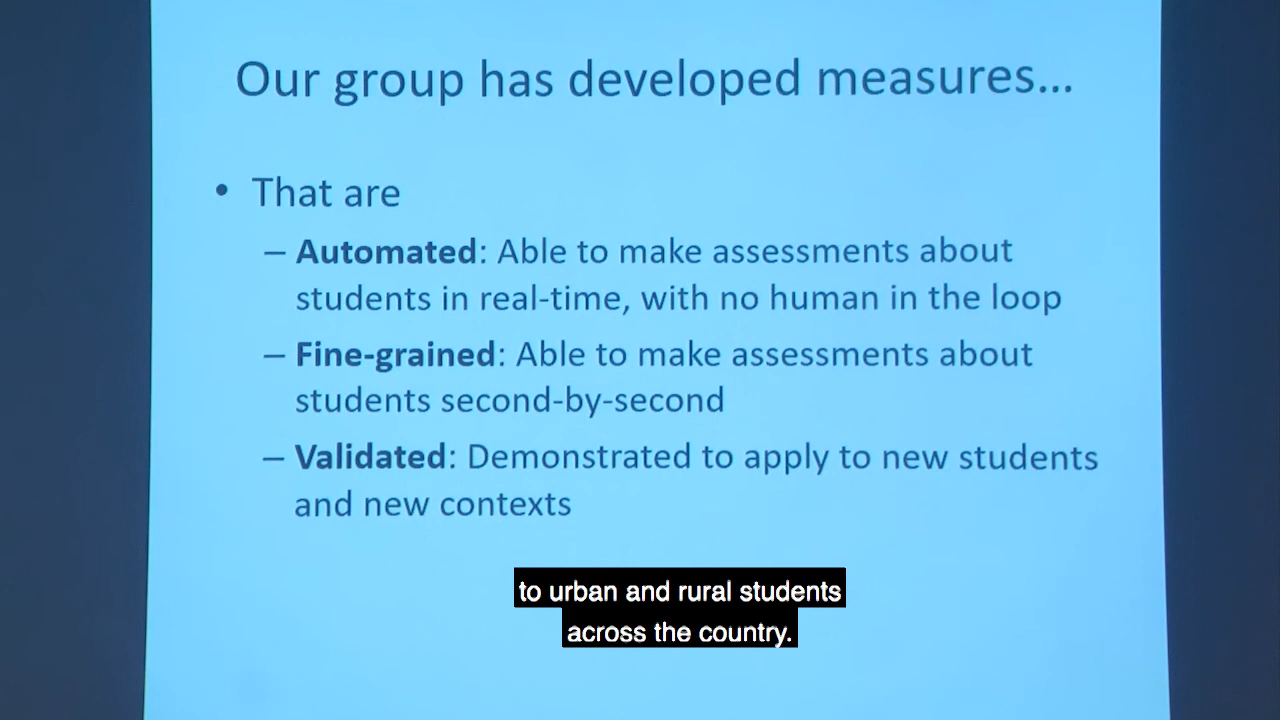 Our group has developed measures...
• That are
– Automated: Able to make assessments about
students in real-time, with no human in the loop
– Fine-grained: Able to make assessments about
students second-by-second
– Validated: Demonstrated to apply to new students
and new contexts
to urban and rural students
across the country.